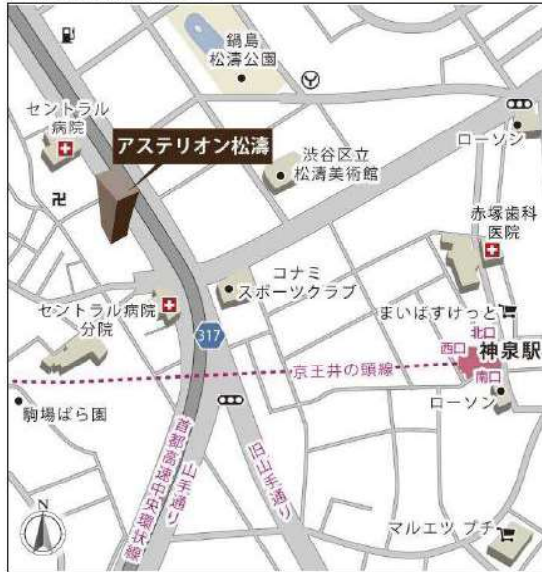 鍋島
松濤公園
セントラル
病院
アステリオン松濤
ローソン
渋谷区立
松濤美術館
赤塚歯科
医院
コナミ
スポーツクラブ
セントラル病院
分院
まいばすけっと
北口
西口
神泉駅
317
南口
京王井の頭線
ローソン
駒場ばら園
首都高速中央環状線
山手通り
旧山手通り
N
マルエツ プチ